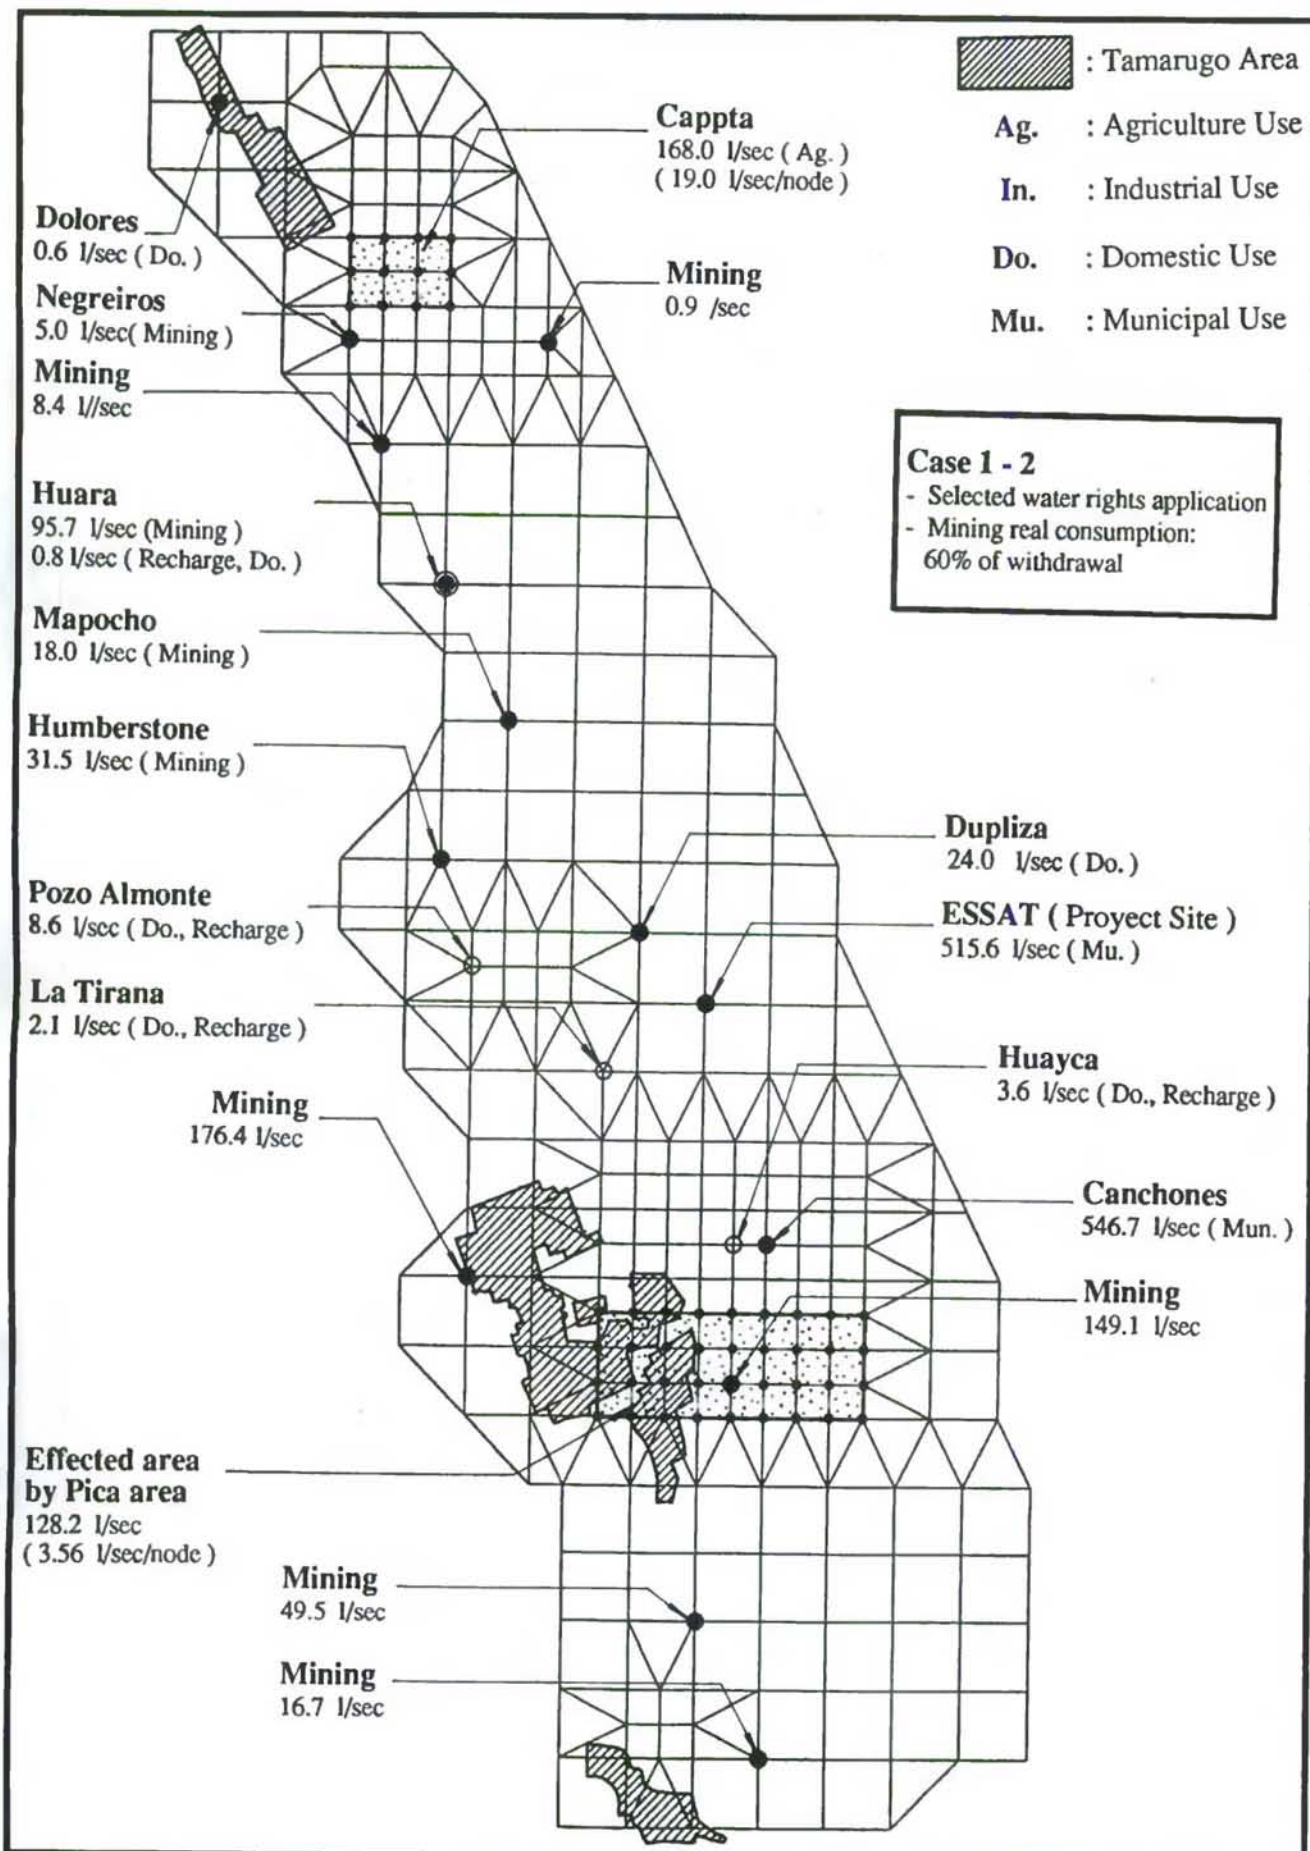 : Tamarugo Area
Ag. : Agriculture Use
In. : Industrial Use
Do. : Domestic Use
Mu. : Municipal Use
Cappta
168.0 l/sec ( Ag. )
( 19.0 l/sec/node )
Dolores
0.6 l/sec ( Do. )
Mining
0.9 /sec
Negreiros
5.0 l/sec( Mining )
Mining
8.4 l//sec
Case 1 - 2
- Selected water rights application
- Mining real consumption:
60% of withdrawal
Huara
95.7 l/sec (Mining )
0.8 l/sec ( Recharge, Do. )
Mapocho
18.0 l/sec ( Mining )
Humberstone
31.5 l/sec ( Mining )
Dupliza
24.0 l/sec ( Do. )
Pozo Almonte
8.6 l/sec ( Do., Recharge )
ESSAT ( Proyect Site )
515.6 l/sec ( Mu. )
La Tirana
2.1 l/sec ( Do., Recharge )
Huayca
3.6 l/sec ( Do., Recharge )
Mining
176.4 l/sec
Canchones
546.7 l/sec ( Mun. )
Mining
149.1 l/sec
Effected area
by Pica area
128.2 l/sec
( 3.56 l/sec/node )
Mining
49.5 l/sec
Mining
16.7 l/sec